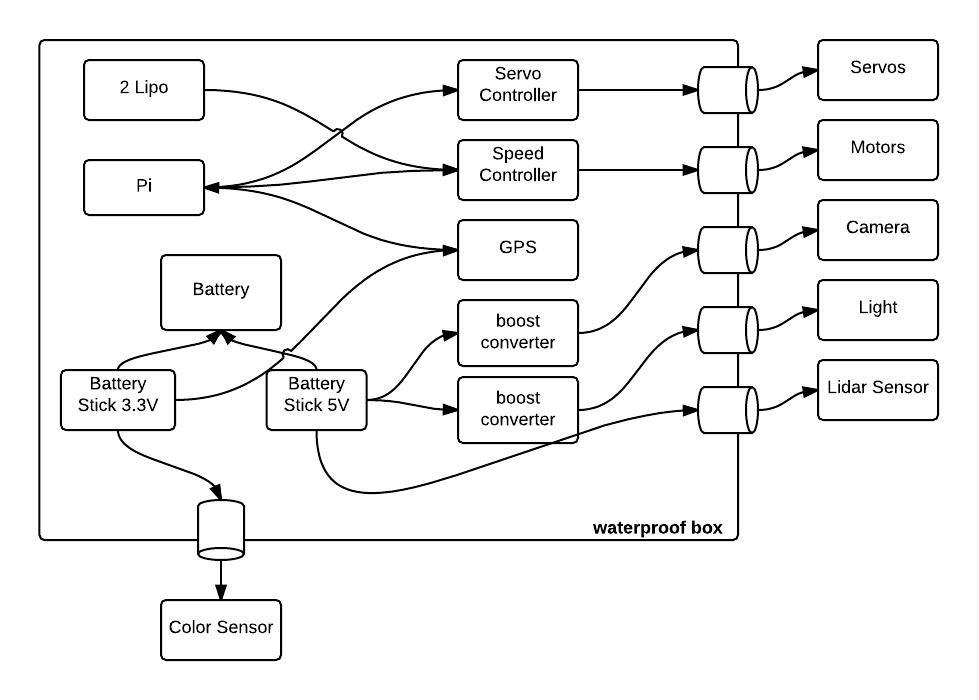 2 Lipo
Servo
Controller
Servos
Pi
Speed
Controller
Motors
GPS
Camera
Battery
boost
converter
Light
Battery
Stick 3.3V
Battery
Stick 5V
boost
converter
Lidar Sensor
waterproof box
Color Sensor